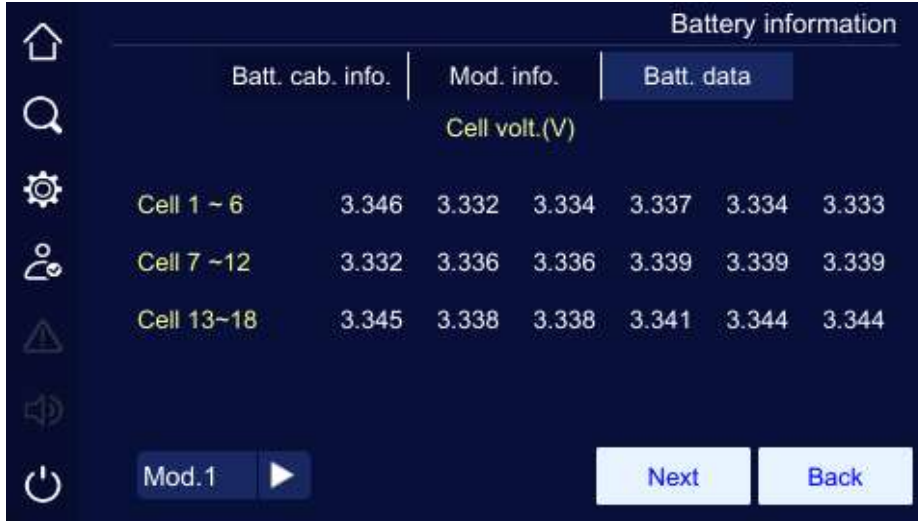 Battery information
Batt. cab. info. Mod. info. Batt. data
Cell volt.(V)
Cell 1 ~ 6 3.346 3.332 3.334 3.337 3.334 3.333
Cell 7 ~12 3.332 3.336 3.336 3.339 3.339 3.339
Cell 13~18 3.345 3.338 3.338 3.341 3.344 3.344
Mod.1 Next Back